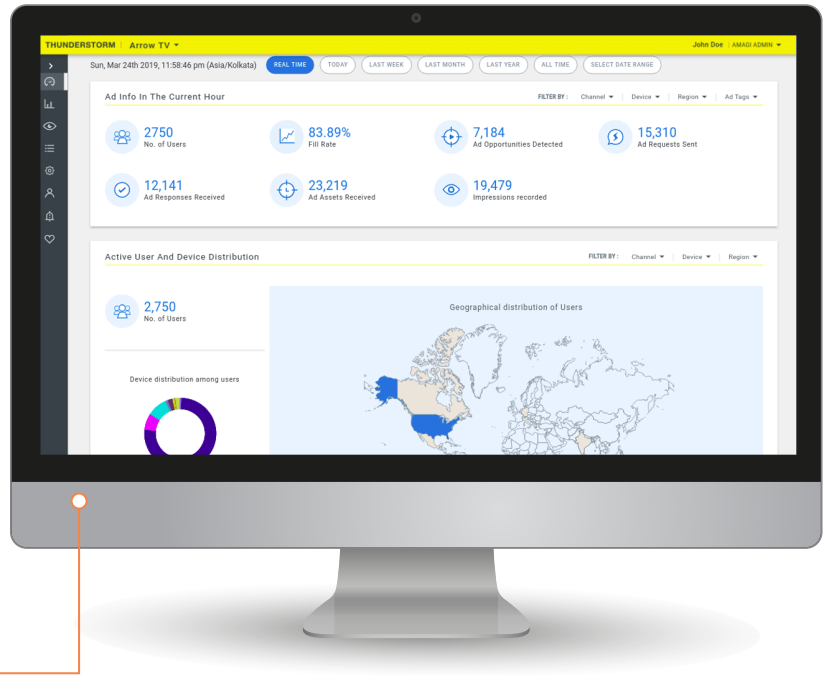 THUNDERSTORM | Arrow TV
John Doe | AMAGI ADMIN
Sun, Mar 24th 2019, 11:58:46 pm (Asia/Kolkata) REAL TIME TODAY LAST WEEK LAST MONTH LAST YEAR ALL TIME SELECT DATE RANGE
Ad Info In The Current Hour FILTER BY : Channel | Device | Region | Ad Tags
2750
No. of Users
83.89%
Fill Rate
7,184
Ad Opportunities Detected
15,310
Ad Requests Sent
12,141
Ad Responses Received
23,219
Ad Assets Received
19,479
Impressions recorded
Active User And Device Distribution FILTER BY : Channel | Device | Region
2,750
No. of Users
Device distribution among users
Geographical distribution of Users